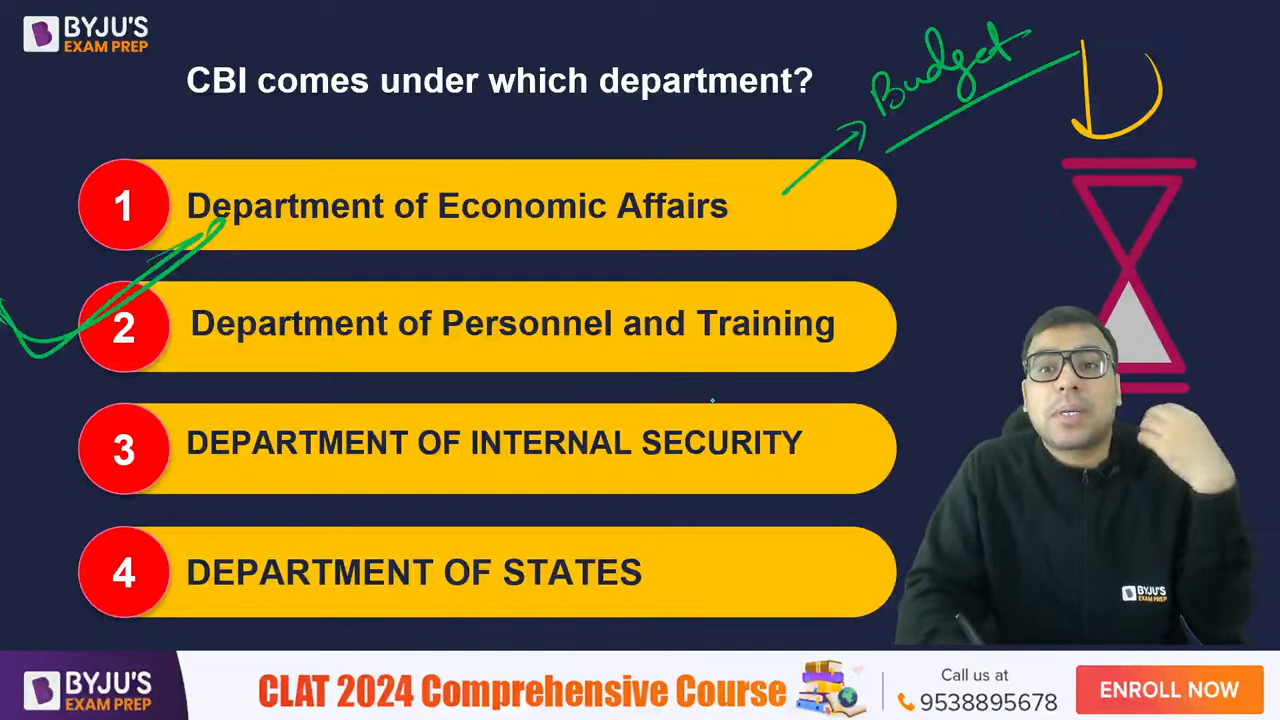 BYJU'S
EXAM PREP
CBI comes under which department?
Budget
1
Department of Economic Affairs
2
Department of Personnel and Training
3
DEPARTMENT OF INTERNAL SECURITY
4
DEPARTMENT OF STATES
BYJU'S
EXAM PREP
BYJU'S
EXAM PREP
CLAT 2024 Comprehensive Course
Call us at
9538895678
ENROLL NOW